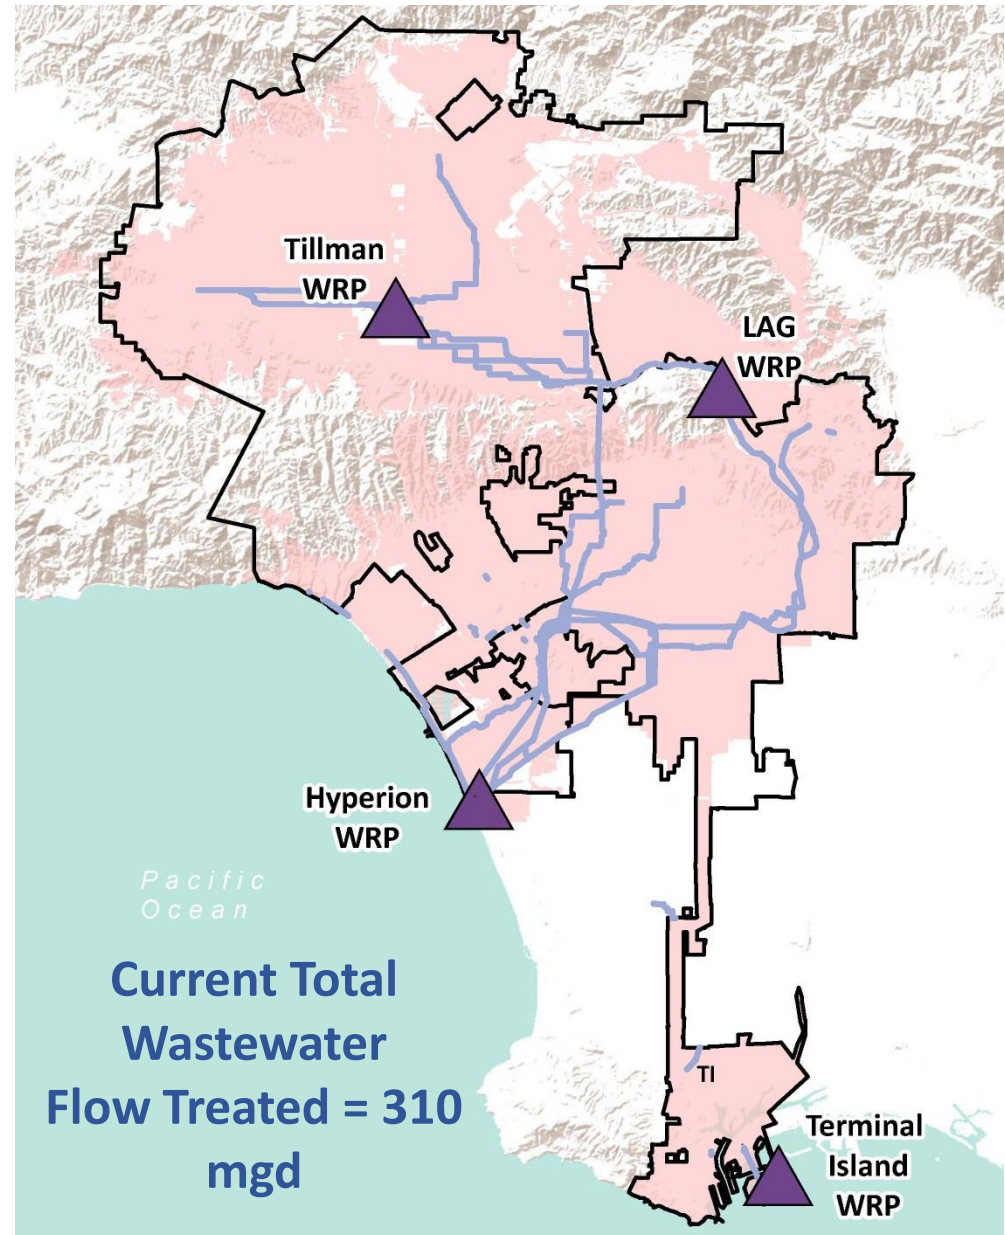 Tillman
WRP
LAG
WRP
Hyperion
WRP
Pacific
Ocean
Current Total
Wastewater
Flow Treated = 310
mgd
TI
Terminal
Island
WRP